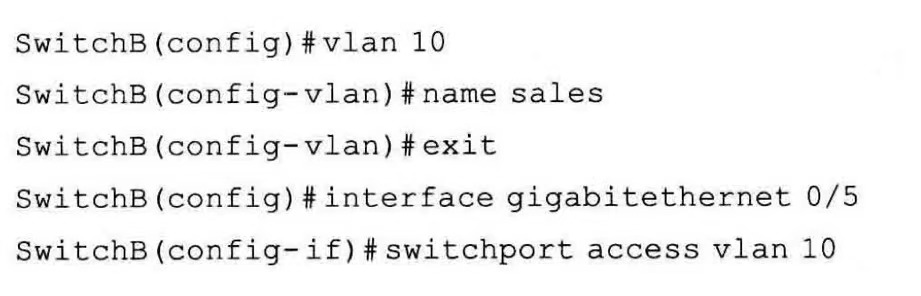 SwitchB(config)#vlan 10
SwitchB(config-vlan)#name sales
SwitchB(config-vlan)#exit
SwitchB(config)#interface gigabitethernet 0/5
SwitchB(config-if)#switchport access vlan 10